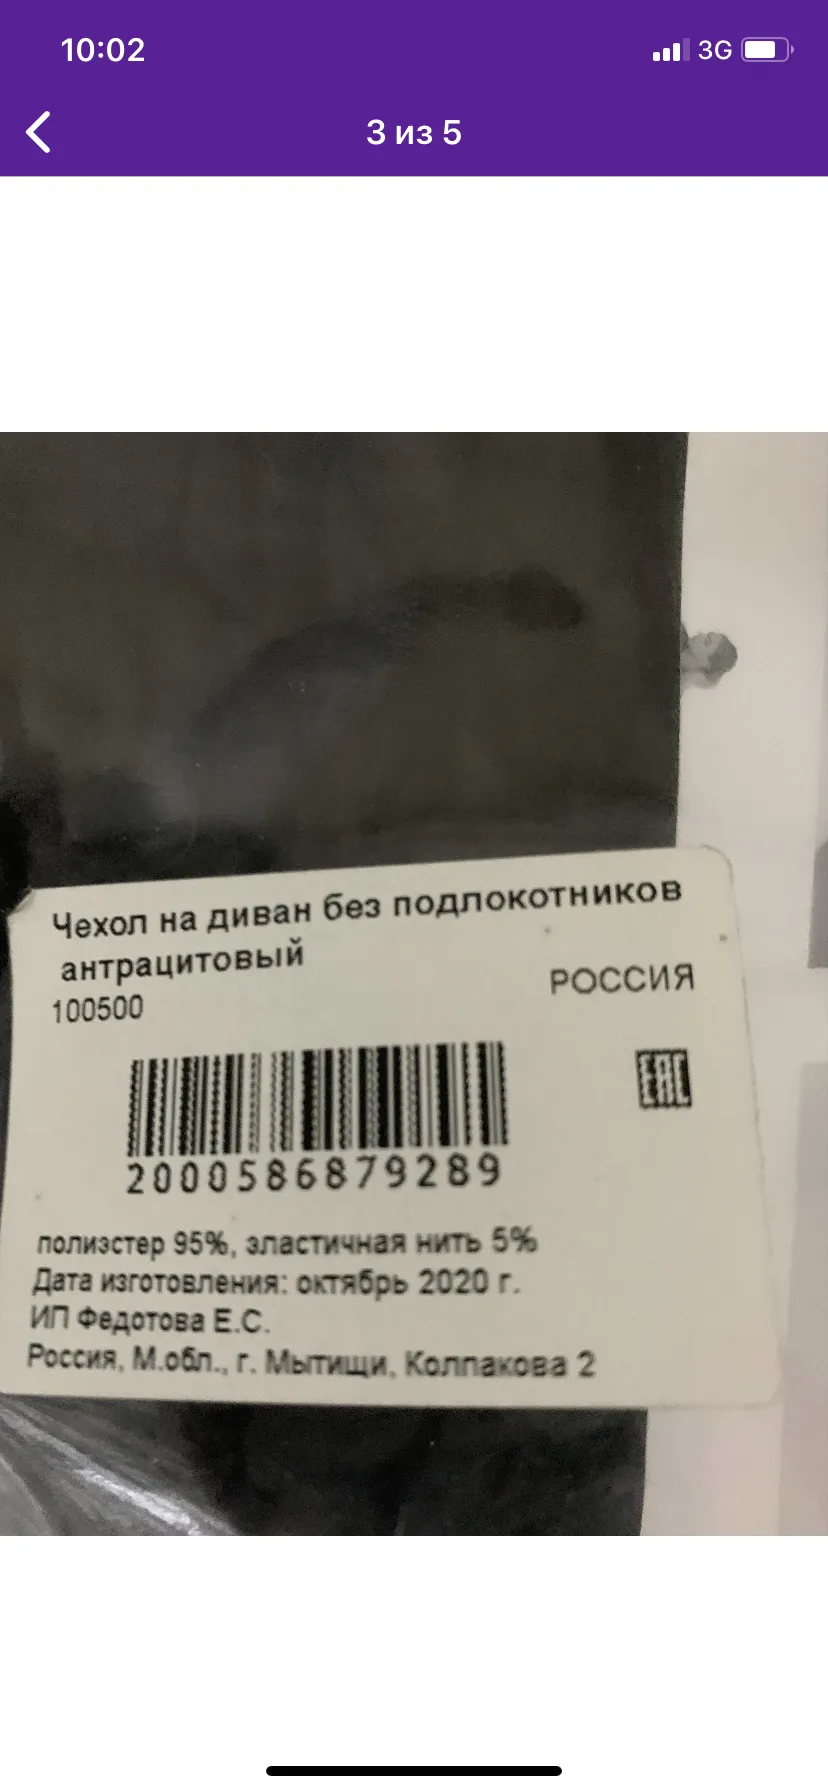 10:02
3G
3 из 5
Чехол на диван без подлокотников
антрацитовый
РОССИЯ
100500
EAC
2000586879289
полиэстер 95%, эластичная нить 5%
Дата изготовления: октябрь 2020 г.
ИП Федотова Е.С.
Россия, М.обл., г. Мытищи, Колпакова 2